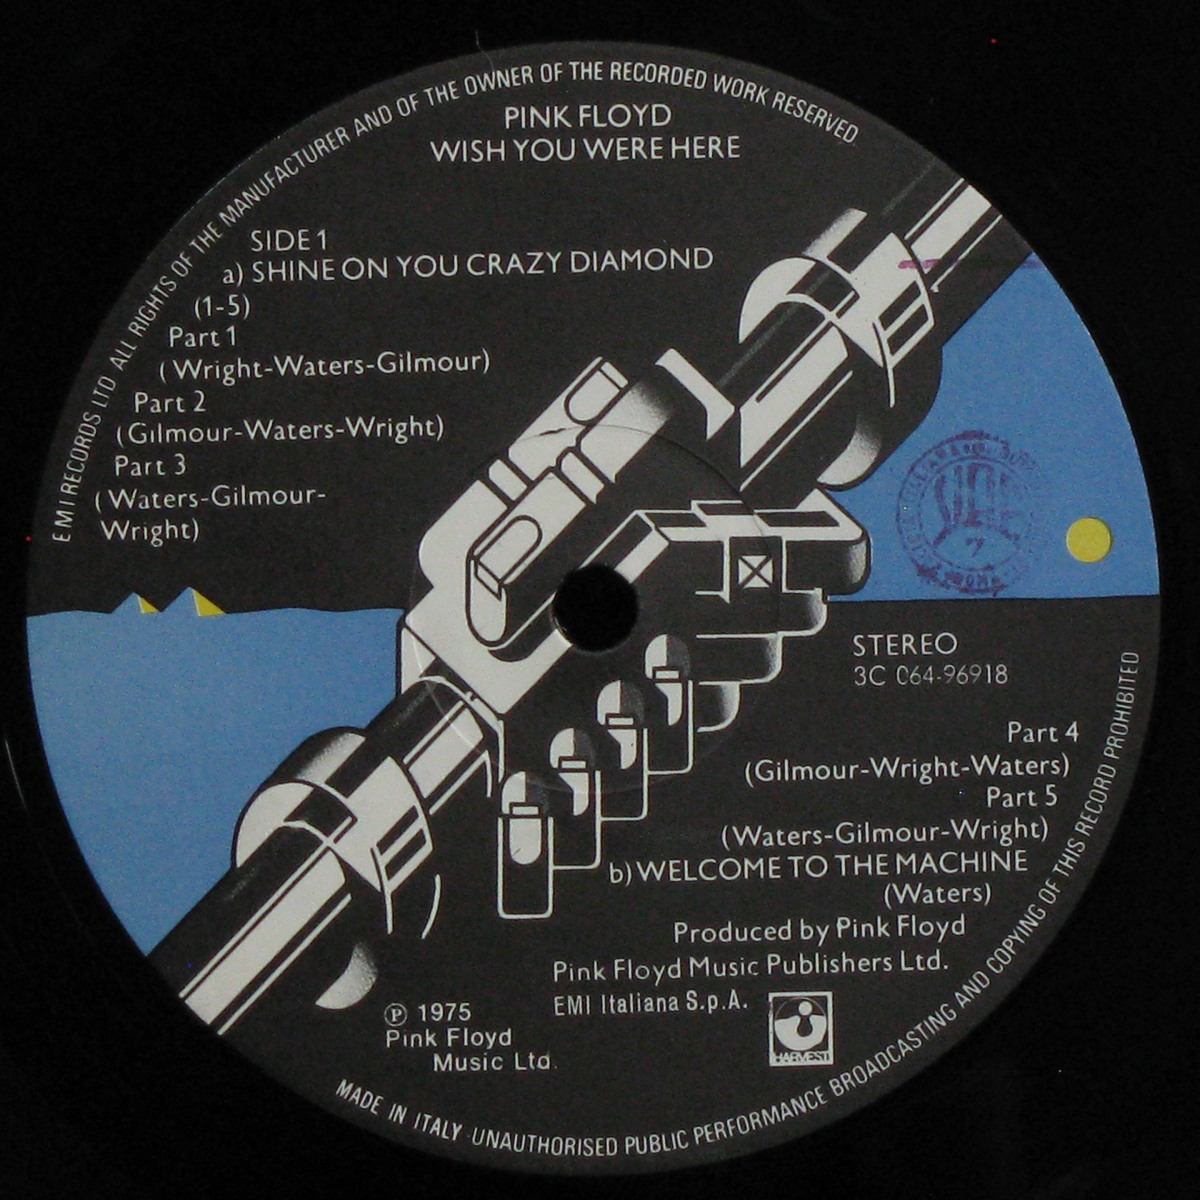 EMI RECORDS LTD ALL RIGHTS OF THE MANUFACTURER AND OF THE OWNER OF THE RECORDED WORK RESERVED.
PINK FLOYD
WISH YOU WERE HERE
SIDE 1
a) SHINE ON YOU CRAZY DIAMOND
(1-5)
Part 1
(Wright-Waters-Gilmour)
Part 2
(Gilmour-Waters-Wright)
Part 3
(Waters-Gilmour-
Wright)
STEREO
3C 064-96918
Part 4
(Gilmour-Wright-Waters)
Part 5
(Waters-Gilmour-Wright)
b) WELCOME TO THE MACHINE
(Waters)
Produced by Pink Floyd
Pink Floyd Music Publishers Ltd.
EMI Italiana S.p.A.
HARVEST
℗ 1975
Pink Floyd
Music Ltd.
MADE IN ITALY UNAUTHORISED PUBLIC PERFORMANCE BROADCASTING AND COPYING OF THIS RECORD PROHIBITED